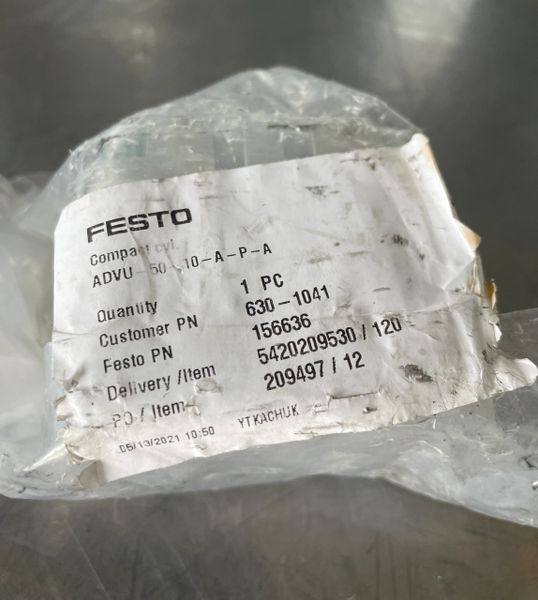 FESTO
Compact cyl.
ADVU-50-10-A-P-A
Quantity 1 PC
Customer PN 630-1041
Festo PN 156636
Delivery /Item 5420209530 / 120
PO / Item 209497 / 12
05/13/2021 10:50 YTKACHUK